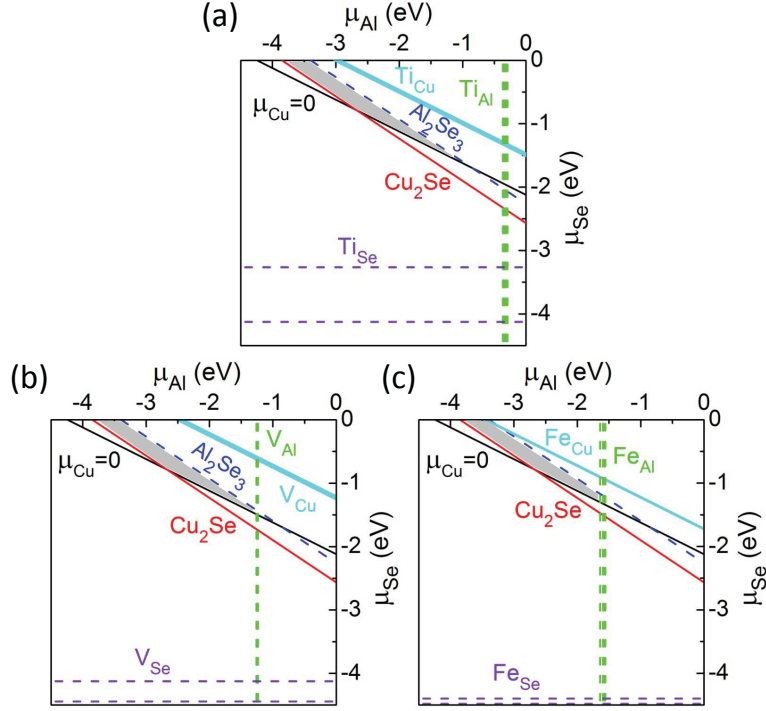 (a)
μAl (eV)
-4 -3 -2 -1 0
TiCu
TiAl
μCu=0
Al2Se3
Cu2Se
TiSe
0
-1
-2
-3
-4
μSe (eV)
(b)
μAl (eV)
-4 -3 -2 -1 0
VAl
μCu=0
Al2Se3
VCu
Cu2Se
VSe
0
-1
-2
-3
-4
μSe (eV)
(c)
μAl (eV)
-4 -3 -2 -1 0
FeCu
FeAl
μCu=0
Cu2Se
FeSe
0
-1
-2
-3
-4
μSe (eV)